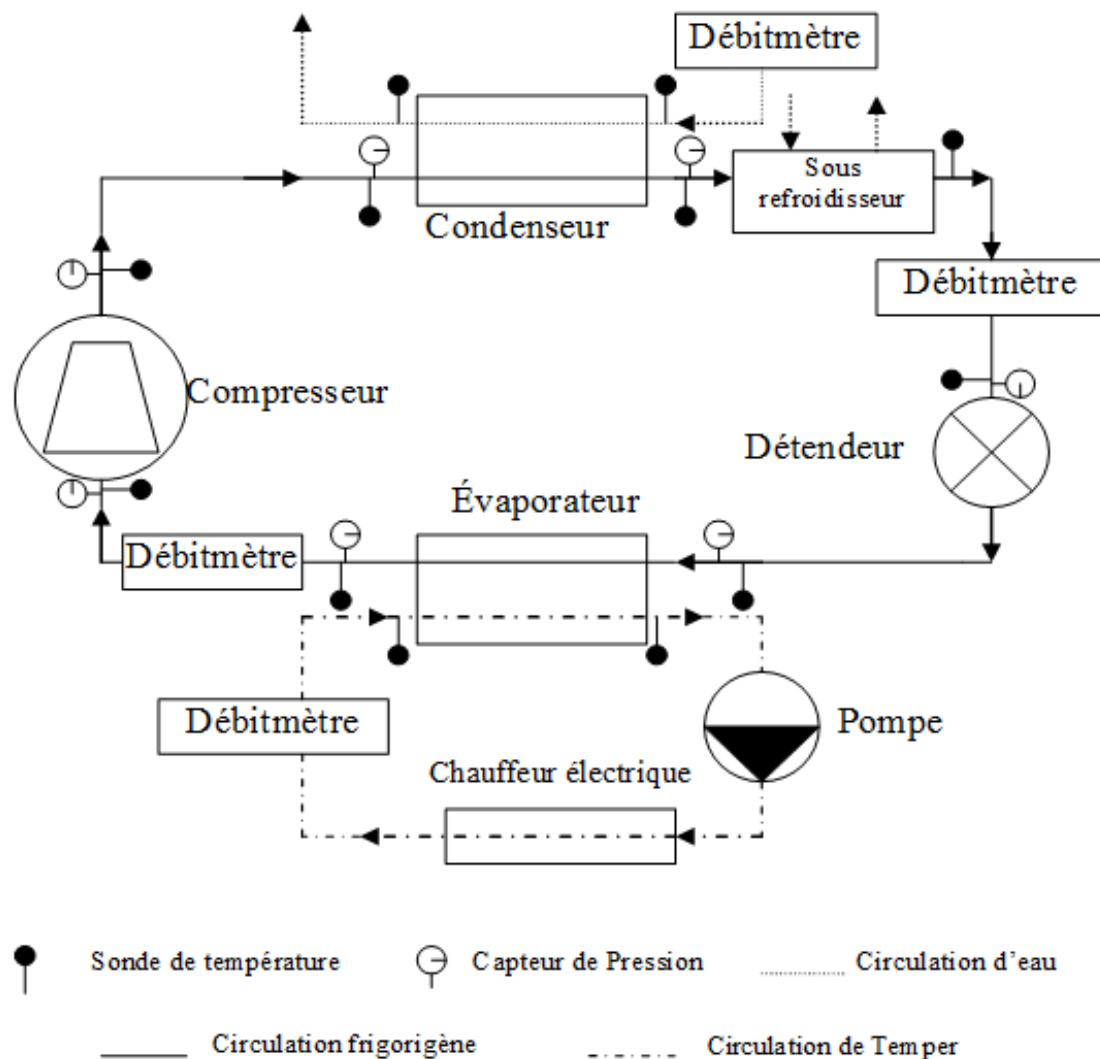 Débitmètre
Sous
refroidisseur
Condenseur
Débitmètre
Compresseur
Détendeur
Évaporateur
Débitmètre
Débitmètre
Pompe
Chauffeur électrique
Sonde de température
Capteur de Pression
Circulation d'eau
Circulation frigorigène
Circulation de Temper